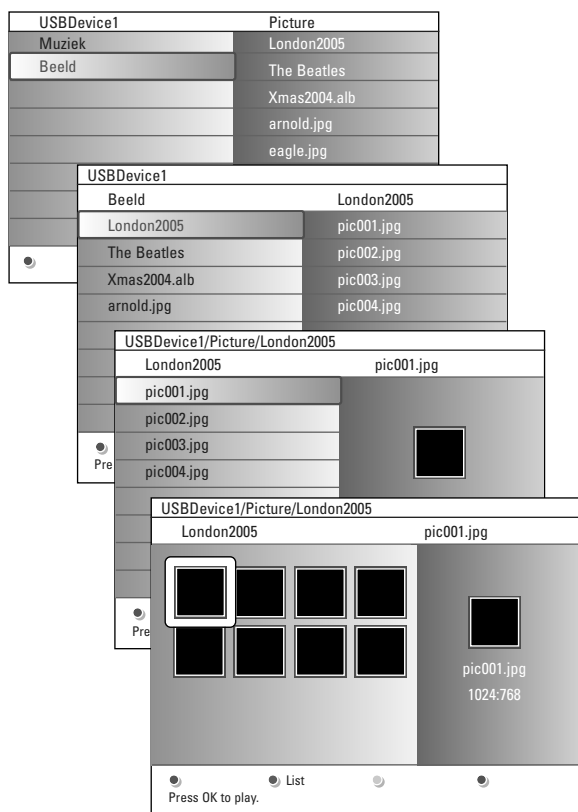 USBDevice1 Picture
Muziek London2005
Beeld The Beatles
Xmas2004.alb
arnold.jpg
eagle.jpg
USBDevice1
Beeld London2005
London2005 pic001.jpg
The Beatles pic002.jpg
Xmas2004.alb pic003.jpg
arnold.jpg pic004.jpg
Pre
USBDevice1/Picture/London2005
London2005 pic001.jpg
pic001.jpg
pic002.jpg
pic003.jpg
pic004.jpg
Pre
USBDevice1/Picture/London2005
London2005 pic001.jpg
pic001.jpg
1024:768
List
Press OK to play.